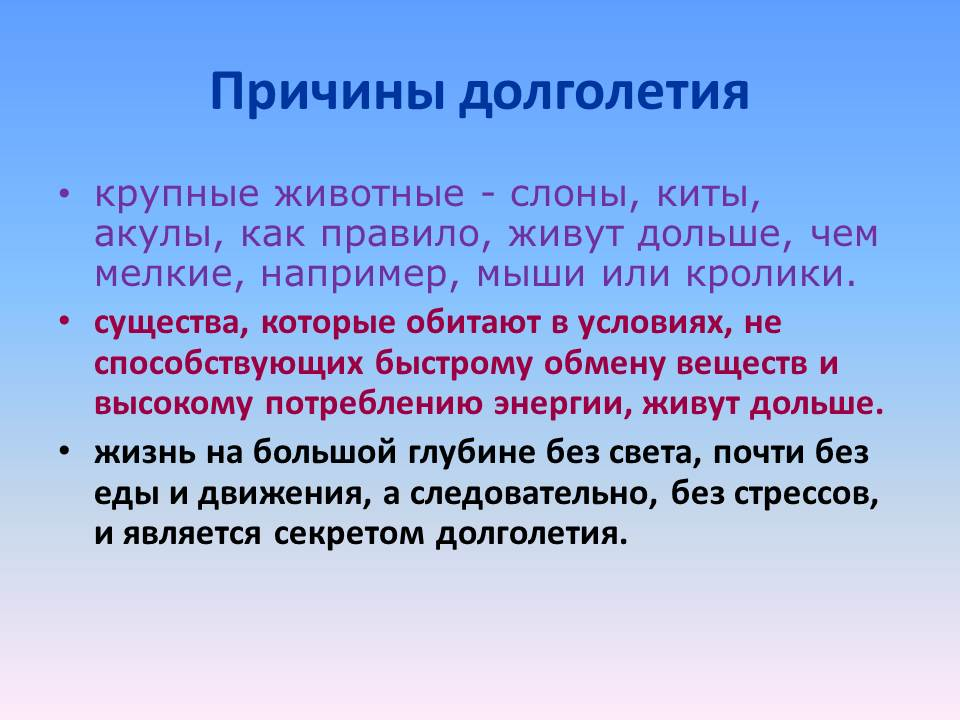 Причины долголетия
• крупные животные - слоны, киты,
акулы, как правило, живут дольше, чем
мелкие, например, мыши или кролики.
• существа, которые обитают в условиях, не
способствующих быстрому обмену веществ и
высокому потреблению энергии, живут дольше.
• жизнь на большой глубине без света, почти без
еды и движения, а следовательно, без стрессов,
и является секретом долголетия.